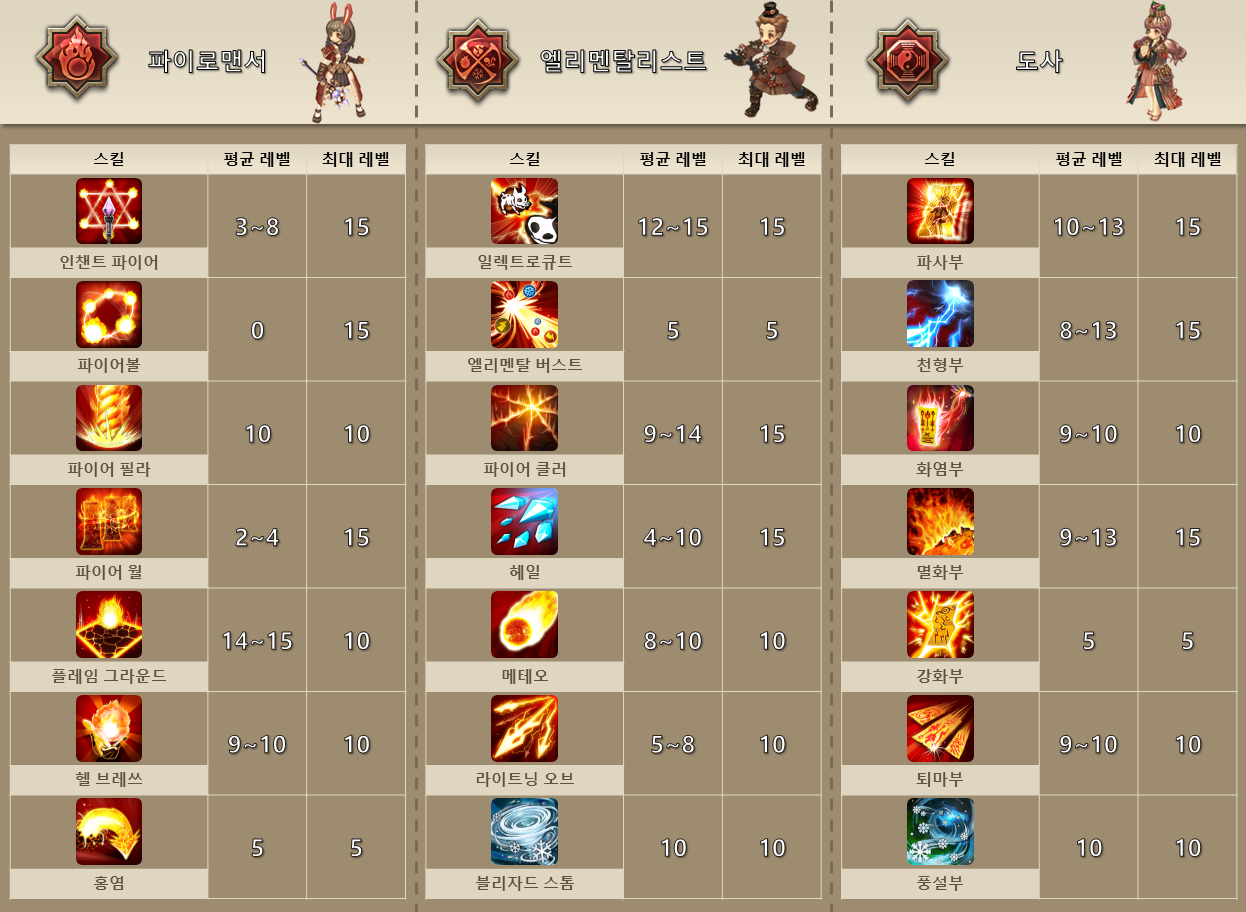 파이로맨서
스킬 평균 레벨 최대 레벨
3~8 15
인챈트 파이어
0 15
파이어볼
10 10
파이어 필라
2~4 15
파이어 월
14~15 10
플레임 그라운드
9~10 10
헬 브레쓰
5 5
홍염
엘리멘탈리스트
스킬 평균 레벨 최대 레벨
12~15 15
일렉트로큐트
5 5
엘리멘탈 버스트
9~14 15
파이어 클러
4~10 15
헤일
8~10 10
메테오
5~8 10
라이트닝 오브
10 10
블리자드 스톰
도사
스킬 평균 레벨 최대 레벨
10~13 15
파사부
8~13 15
천형부
9~10 10
화염부
9~13 15
멸화부
5 5
강화부
9~10 10
퇴마부
10 10
풍설부